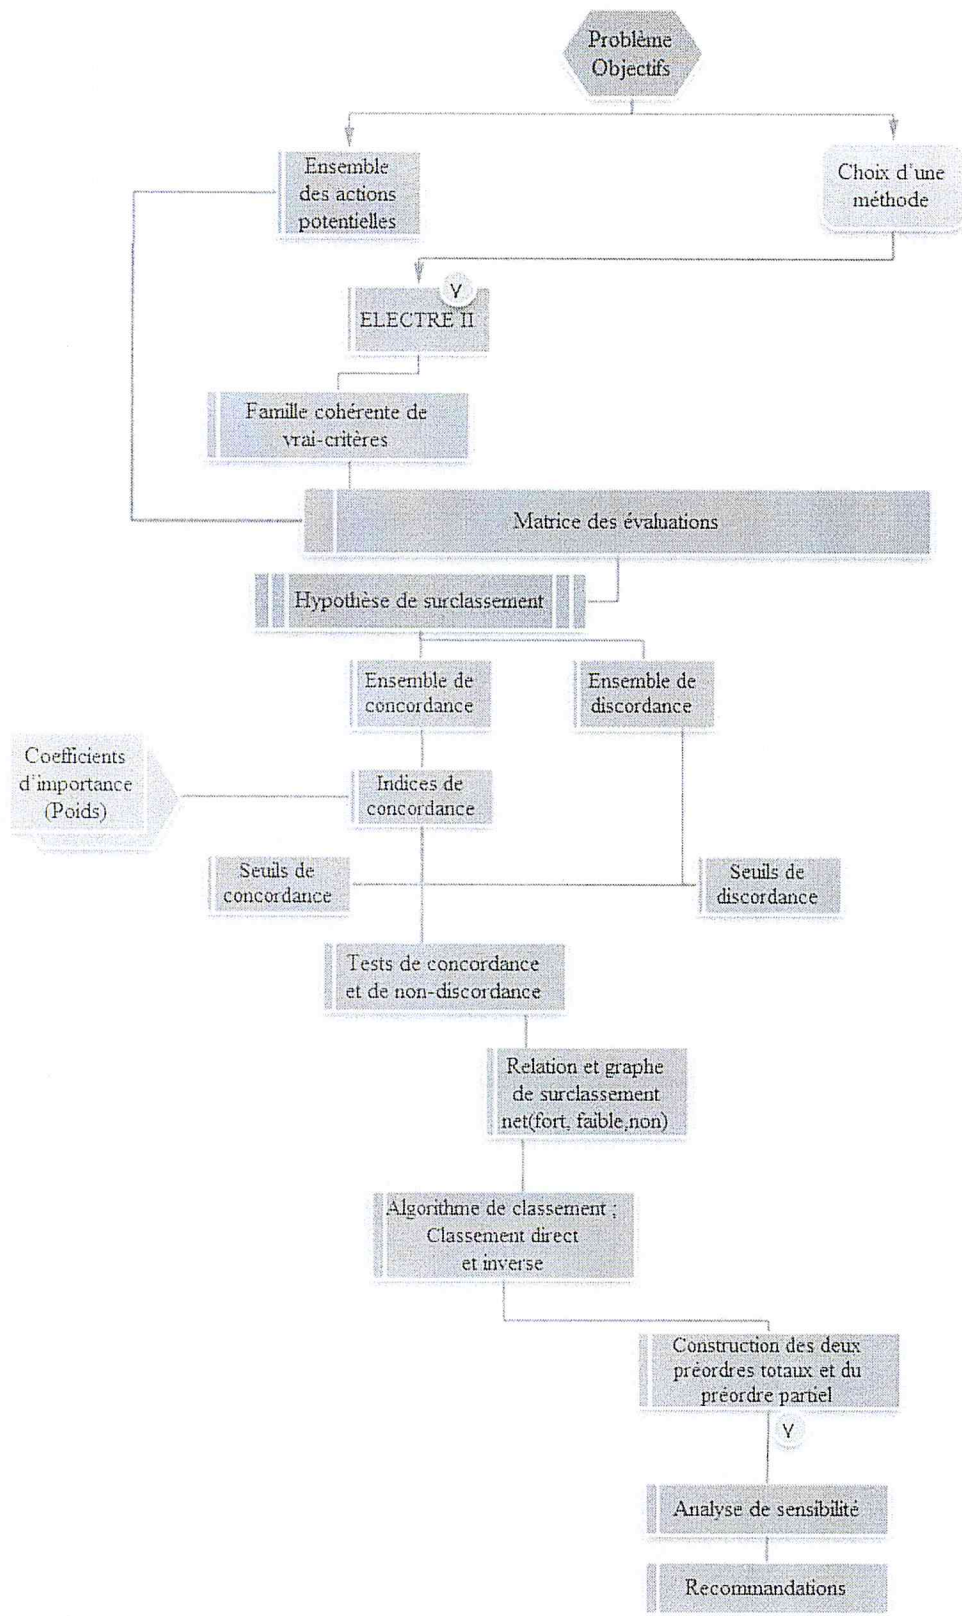 Problème
Objectifs
Ensemble
des actions
potentielles
Choix d'une
méthode
Y
ELECTRE II
Famille cohérente de
vrai-critères
Matrice des évaluations
Hypothèse de surclassement
Ensemble de
concordance
Ensemble de
discordance
Coefficients
d'importance
(Poids)
Indices de
concordance
Seuils de
concordance
Seuils de
discordance
Tests de concordance
et de non-discordance
Relation et graphe
de surclassement
net(fort, faible,non)
Algorithme de classement ;
Classement direct
et inverse
Construction des deux
préordres totaux et du
préordre partiel
Y
Analyse de sensibilité
Recommandations